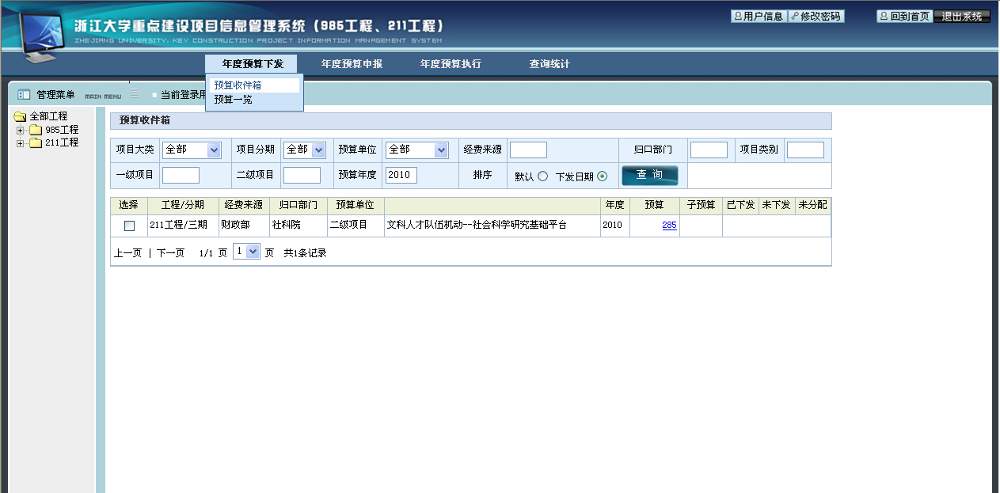 浙江大学重点建设项目信息管理系统（985工程、211工程）
ZHEJIANG UNIVERSITY, KEY CONSTRUCTION PROJECT INFORMATION MANAGEMENT SYSTEM
用户信息 修改密码 回到首页 退出系统
年度预算下发 年度预算申报 年度预算执行 查询统计
预算收件箱
预算一览
管理菜单 MAIN MENU 当前登录用
全部工程
985工程
211工程
预算收件箱
项目大类 全部 项目分期 全部 预算单位 全部 经费来源 归口部门 项目类别
一级项目 二级项目 预算年度 2010 排序 默认 下发日期 查 询
选择 工程/分期 经费来源 归口部门 预算单位 年度 预算 子预算 已下发 未下发 未分配
211工程/三期 财政部 社科院 二级项目 文科人才队伍机动--社会科学研究基础平台 2010 285
上一页 | 下一页 1/1 页 1 页 共1条记录